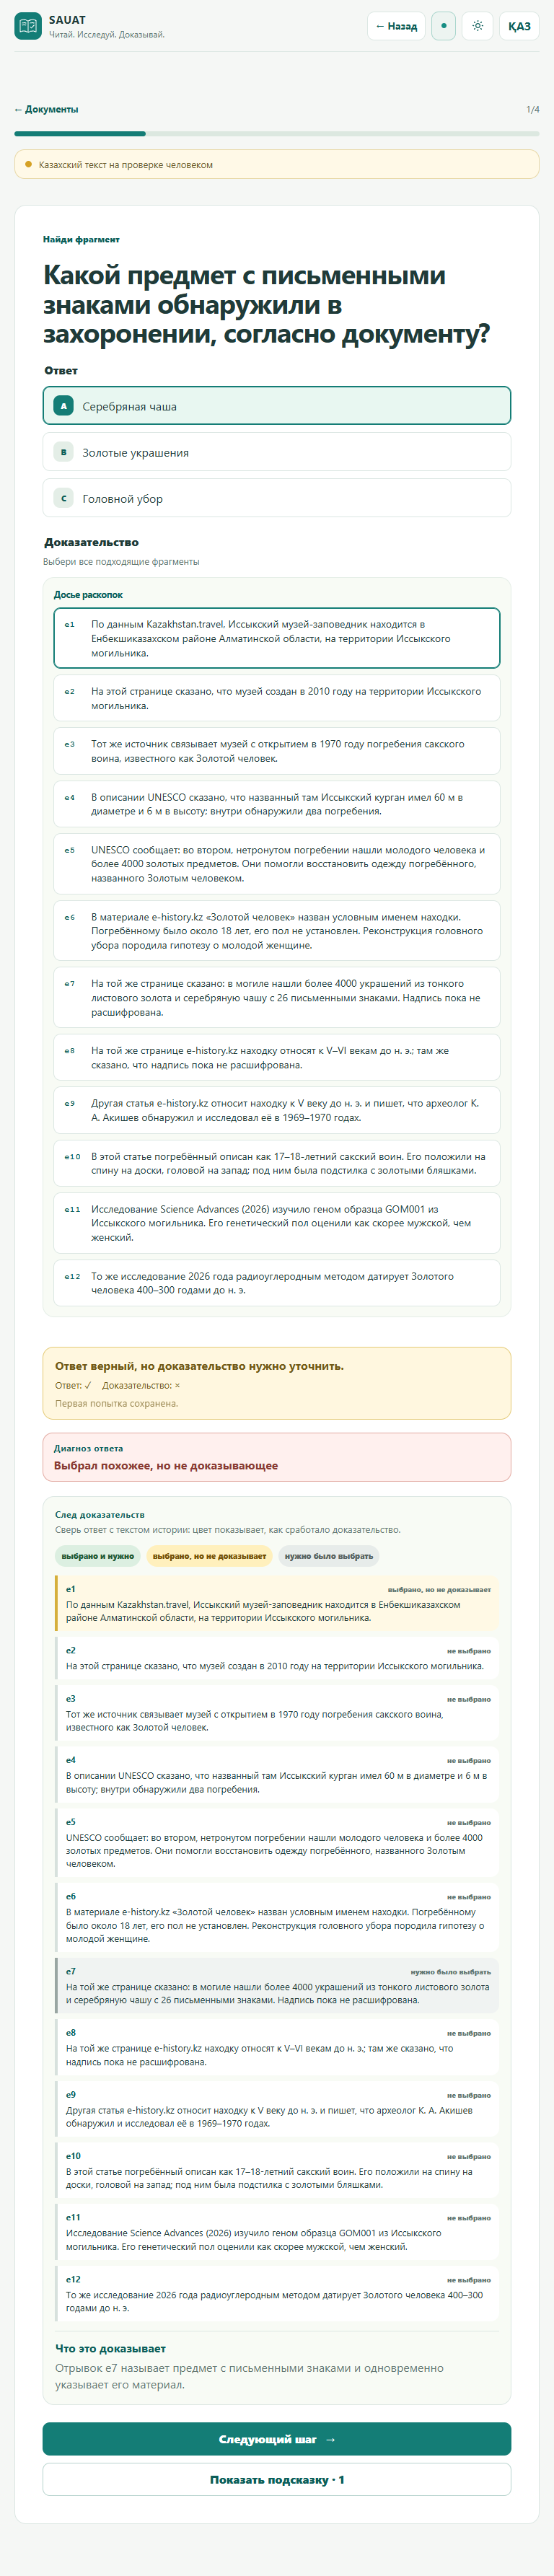 SAUAT
Читай. Исследуй. Доказывай.
← Назад
ҚАЗ
← Документы
1/4
Казахский текст на проверке человеком
Найди фрагмент
Какой предмет с письменными
знаками обнаружили в
захоронении, согласно документу?
Ответ
A Серебряная чаша
B Золотые украшения
C Головной убор
Доказательство
Выбери все подходящие фрагменты
Досье раскопок
e1 По данным Kazakhstan.travel, Иссыкский музей-заповедник находится в
Енбекшиказахском районе Алматинской области, на территории Иссыкского
могильника.
e2 На этой странице сказано, что музей создан в 2010 году на территории Иссыкского
могильника.
e3 Тот же источник связывает музей с открытием в 1970 году погребения сакского
воина, известного как Золотой человек.
e4 В описании UNESCO сказано, что названный там Иссыкский курган имел 60 м в
диаметре и 6 м в высоту; внутри обнаружили два погребения.
e5 UNESCO сообщает: во втором, нетронутом погребении нашли молодого человека и
более 4000 золотых предметов. Они помогли восстановить одежду погребённого,
названного Золотым человеком.
e6 В материале e-history.kz «Золотой человек» назван условным именем находки.
Погребённому было около 18 лет, его пол не установлен. Реконструкция головного
убора породила гипотезу о молодой женщине.
e7 На той же странице сказано: в могиле нашли более 4000 украшений из тонкого
листового золота и серебряную чашу с 26 письменными знаками. Надпись пока не
расшифрована.
e8 На той же странице e-history.kz находку относят к V–VI векам до н. э.; там же
сказано, что надпись пока не расшифрована.
e9 Другая статья e-history.kz относит находку к V веку до н. э. и пишет, что археолог К.
А. Акишев обнаружил и исследовал её в 1969–1970 годах.
e10 В этой статье погребённый описан как 17–18-летний сакский воин. Его положили на
спину на доски, головой на запад; под ним была подстилка с золотыми бляшками.
e11 Исследование Science Advances (2026) изучило геном образца GOM001 из
Иссыкского могильника. Его генетический пол оценили как скорее мужской, чем
женский.
e12 То же исследование 2026 года радиоуглеродным методом датирует Золотого
человека 400–300 годами до н. э.
Ответ верный, но доказательство нужно уточнить.
Ответ: ✓ Доказательство: ×
Первая попытка сохранена.
Диагноз ответа
Выбрал похожее, но не доказывающее
След доказательств
Сверь ответ с текстом истории: цвет показывает, как сработало доказательство.
выбрано и нужно выбрано, но не доказывает нужно было выбрать
e1 выбрано, но не доказывает
По данным Kazakhstan.travel, Иссыкский музей-заповедник находится в Енбекшиказахском
районе Алматинской области, на территории Иссыкского могильника.
e2 не выбрано
На этой странице сказано, что музей создан в 2010 году на территории Иссыкского могильника.
e3 не выбрано
Тот же источник связывает музей с открытием в 1970 году погребения сакского воина,
известного как Золотой человек.
e4 не выбрано
В описании UNESCO сказано, что названный там Иссыкский курган имел 60 м в диаметре и 6 м в
высоту; внутри обнаружили два погребения.
e5 не выбрано
UNESCO сообщает: во втором, нетронутом погребении нашли молодого человека и более 4000
золотых предметов. Они помогли восстановить одежду погребённого, названного Золотым
человеком.
e6 не выбрано
В материале e-history.kz «Золотой человек» назван условным именем находки. Погребённому
было около 18 лет, его пол не установлен. Реконструкция головного убора породила гипотезу о
молодой женщине.
e7 нужно было выбрать
На той же странице сказано: в могиле нашли более 4000 украшений из тонкого листового золота
и серебряную чашу с 26 письменными знаками. Надпись пока не расшифрована.
e8 не выбрано
На той же странице e-history.kz находку относят к V–VI векам до н. э.; там же сказано, что
надпись пока не расшифрована.
e9 не выбрано
Другая статья e-history.kz относит находку к V веку до н. э. и пишет, что археолог К. А. Акишев
обнаружил и исследовал её в 1969–1970 годах.
e10 не выбрано
В этой статье погребённый описан как 17–18-летний сакский воин. Его положили на спину на
доски, головой на запад; под ним была подстилка с золотыми бляшками.
e11 не выбрано
Исследование Science Advances (2026) изучило геном образца GOM001 из Иссыкского
могильника. Его генетический пол оценили как скорее мужской, чем женский.
e12 не выбрано
То же исследование 2026 года радиоуглеродным методом датирует Золотого человека 400–300
годами до н. э.
Что это доказывает
Отрывок e7 называет предмет с письменными знаками и одновременно
указывает его материал.
Следующий шаг →
Показать подсказку · 1